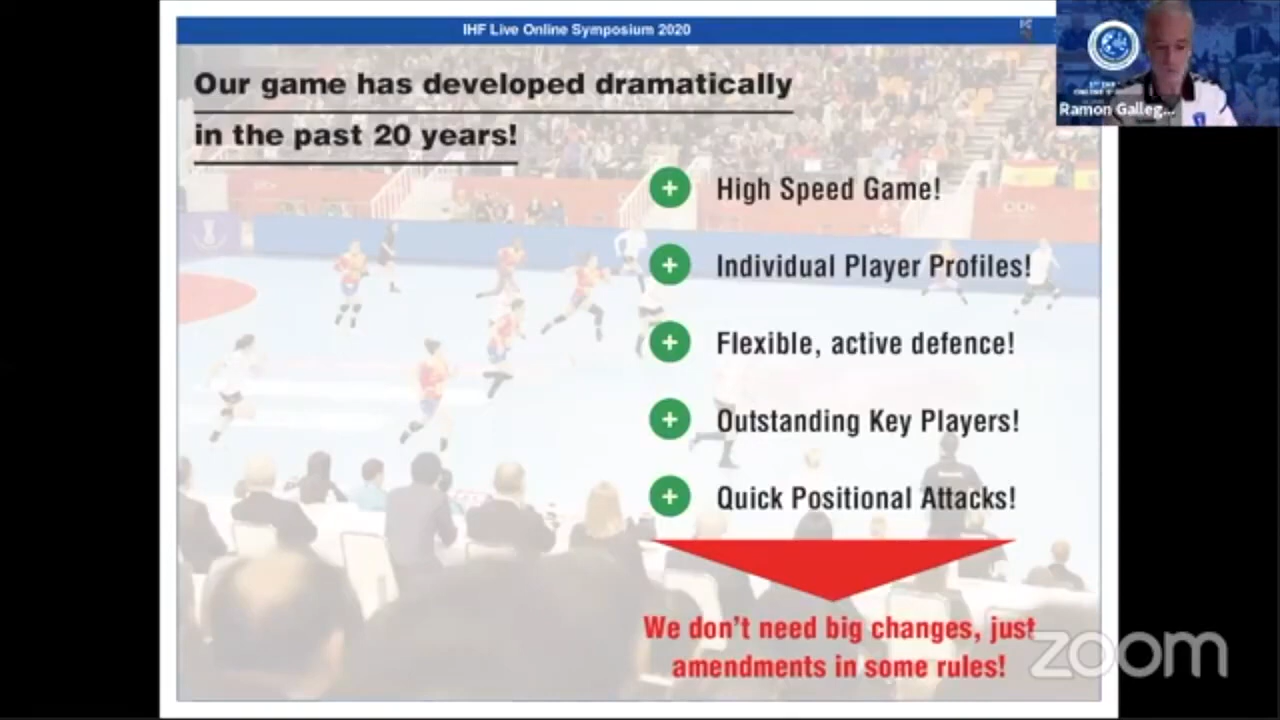 IHF Live Online Symposium 2020
Our game has developed dramatically
in the past 20 years!
High Speed Game!
Individual Player Profiles!
Flexible, active defence!
Outstanding Key Players!
Quick Positional Attacks!
We don't need big changes, just
amendments in some rules!
Ramon Galleg...
zoom